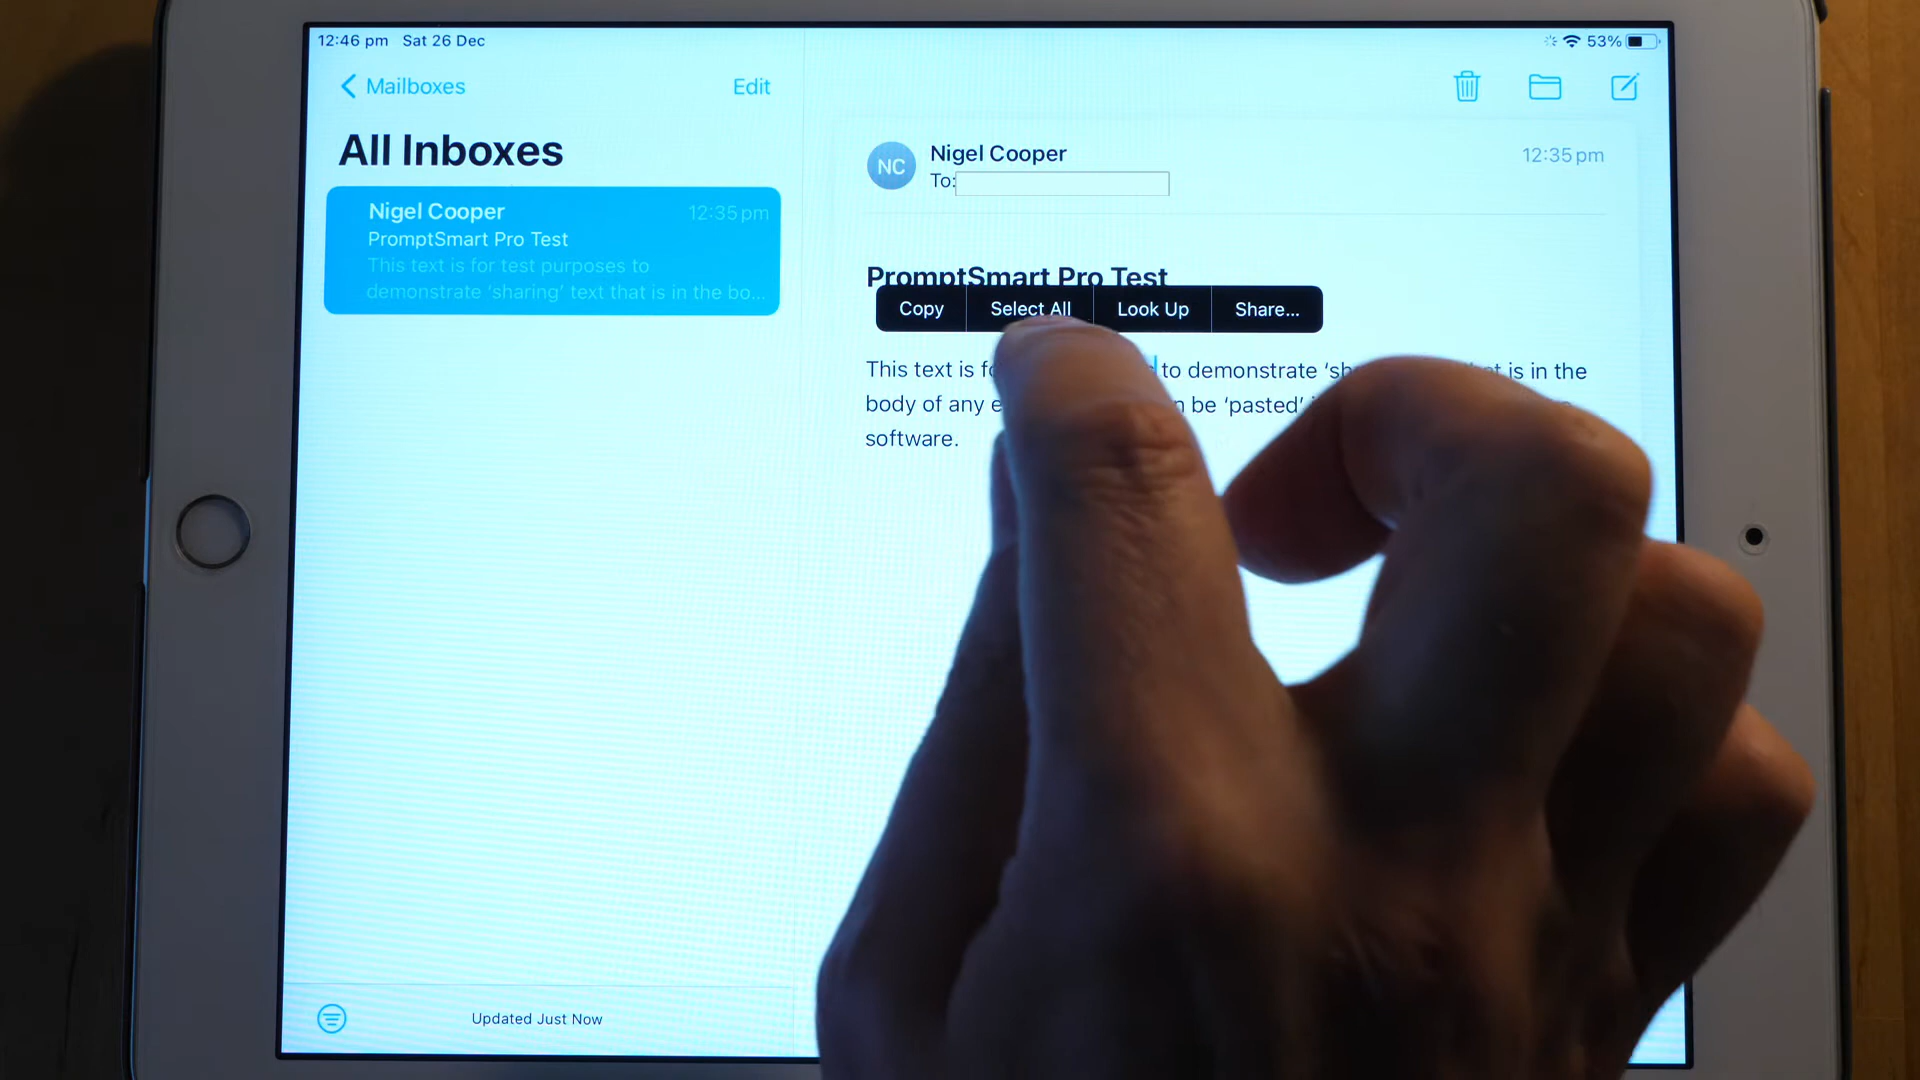 12:46 pm Sat 26 Dec
53%
Mailboxes
Edit
All Inboxes
Nigel Cooper
12:35 pm
PromptSmart Pro Test
This text is for test purposes to
demonstrate ‘sharing’ text that is in the bo...
Updated Just Now
NC
Nigel Cooper
12:35 pm
To:
PromptSmart Pro Test
Copy
Select All
Look Up
Share...
This text is to demonstrate is in the
body of any be ‘pasted’
software.